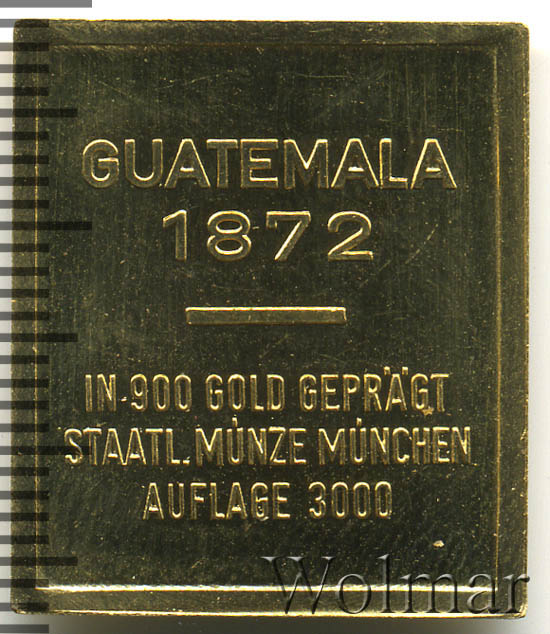 GUATEMALA
1872
IN 900 GOLD GEPRÄGT
STAATL. MÜNZE MÜNCHEN
AUFLAGE 3000
Wolmar